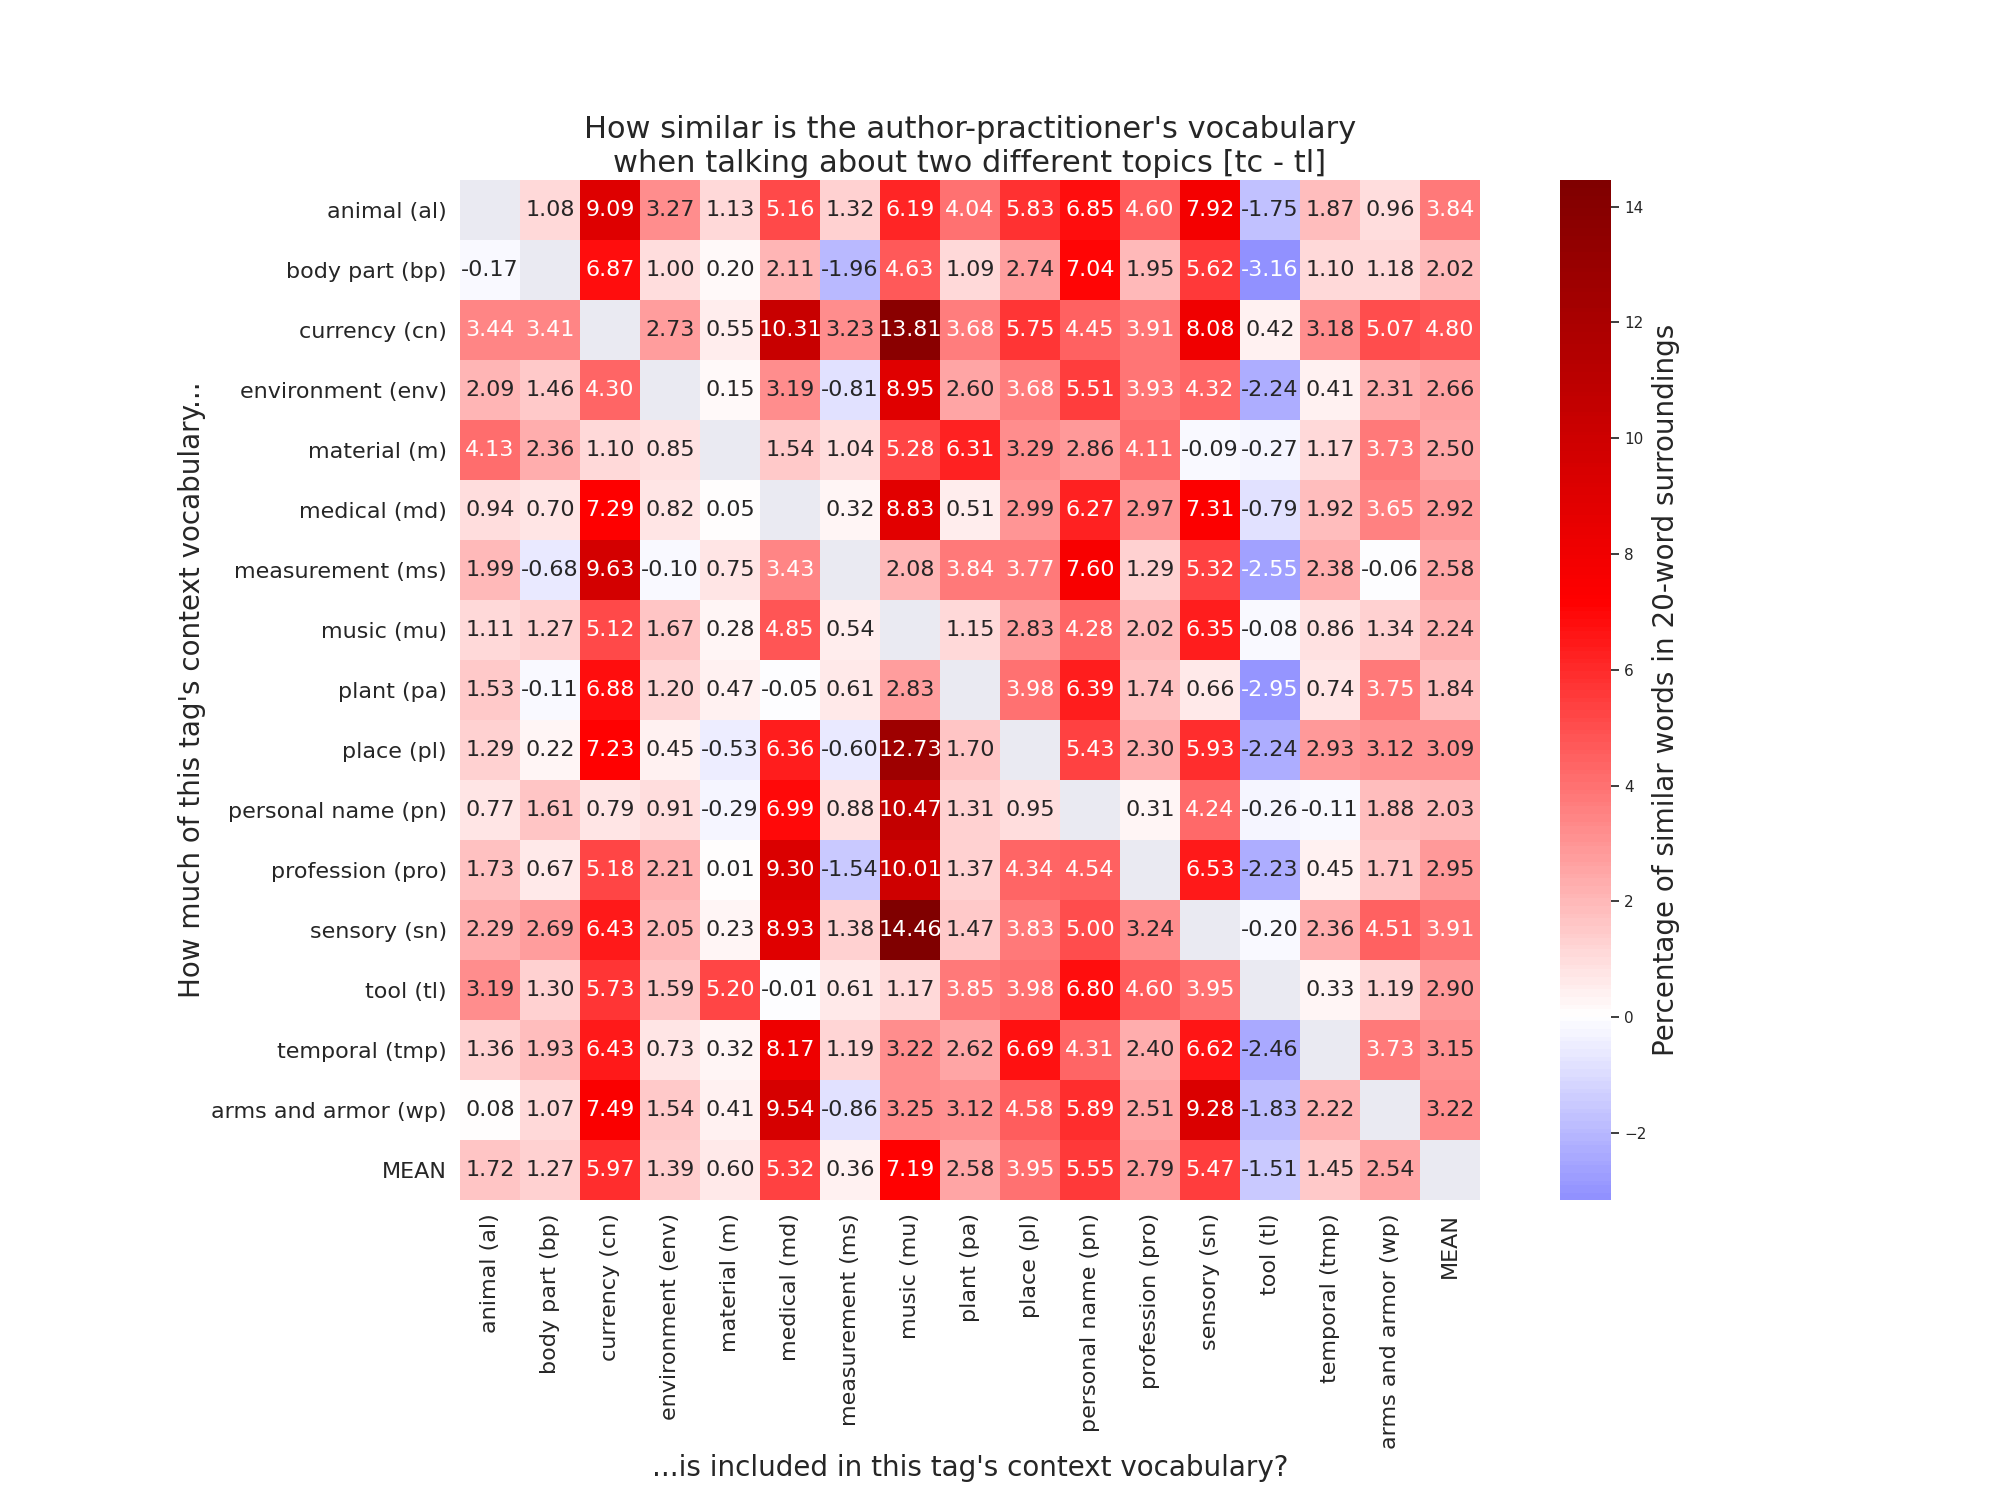 How similar is the author-practitioner's vocabulary
when talking about two different topics [tc - tl]
How much of this tag's context vocabulary...
animal (al) 1.08 9.09 3.27 1.13 5.16 1.32 6.19 4.04 5.83 6.85 4.60 7.92 -1.75 1.87 0.96 3.84
body part (bp) -0.17 6.87 1.00 0.20 2.11 -1.96 4.63 1.09 2.74 7.04 1.95 5.62 -3.16 1.10 1.18 2.02
currency (cn) 3.44 3.41 2.73 0.55 10.31 3.23 13.81 3.68 5.75 4.45 3.91 8.08 0.42 3.18 5.07 4.80
environment (env) 2.09 1.46 4.30 0.15 3.19 -0.81 8.95 2.60 3.68 5.51 3.93 4.32 -2.24 0.41 2.31 2.66
material (m) 4.13 2.36 1.10 0.85 1.54 1.04 5.28 6.31 3.29 2.86 4.11 -0.09 -0.27 1.17 3.73 2.50
medical (md) 0.94 0.70 7.29 0.82 0.05 0.32 8.83 0.51 2.99 6.27 2.97 7.31 -0.79 1.92 3.65 2.92
measurement (ms) 1.99 -0.68 9.63 -0.10 0.75 3.43 2.08 3.84 3.77 7.60 1.29 5.32 -2.55 2.38 -0.06 2.58
music (mu) 1.11 1.27 5.12 1.67 0.28 4.85 0.54 1.15 2.83 4.28 2.02 6.35 -0.08 0.86 1.34 2.24
plant (pa) 1.53 -0.11 6.88 1.20 0.47 -0.05 0.61 2.83 3.98 6.39 1.74 0.66 -2.95 0.74 3.75 1.84
place (pl) 1.29 0.22 7.23 0.45 -0.53 6.36 -0.60 12.73 1.70 5.43 2.30 5.93 -2.24 2.93 3.12 3.09
personal name (pn) 0.77 1.61 0.79 0.91 -0.29 6.99 0.88 10.47 1.31 0.95 0.31 4.24 -0.26 -0.11 1.88 2.03
profession (pro) 1.73 0.67 5.18 2.21 0.01 9.30 -1.54 10.01 1.37 4.34 4.54 6.53 -2.23 0.45 1.71 2.95
sensory (sn) 2.29 2.69 6.43 2.05 0.23 8.93 1.38 14.46 1.47 3.83 5.00 3.24 -0.20 2.36 4.51 3.91
tool (tl) 3.19 1.30 5.73 1.59 5.20 -0.01 0.61 1.17 3.85 3.98 6.80 4.60 3.95 0.33 1.19 2.90
temporal (tmp) 1.36 1.93 6.43 0.73 0.32 8.17 1.19 3.22 2.62 6.69 4.31 2.40 6.62 -2.46 3.73 3.15
arms and armor (wp) 0.08 1.07 7.49 1.54 0.41 9.54 -0.86 3.25 3.12 4.58 5.89 2.51 9.28 -1.83 2.22 3.22
MEAN 1.72 1.27 5.97 1.39 0.60 5.32 0.36 7.19 2.58 3.95 5.55 2.79 5.47 -1.51 1.45 2.54
animal (al)
body part (bp)
currency (cn)
environment (env)
material (m)
medical (md)
measurement (ms)
music (mu)
plant (pa)
place (pl)
personal name (pn)
profession (pro)
sensory (sn)
tool (tl)
temporal (tmp)
arms and armor (wp)
MEAN
...is included in this tag's context vocabulary?
14
12
10
8
6
4
2
0
−2
Percentage of similar words in 20-word surroundings